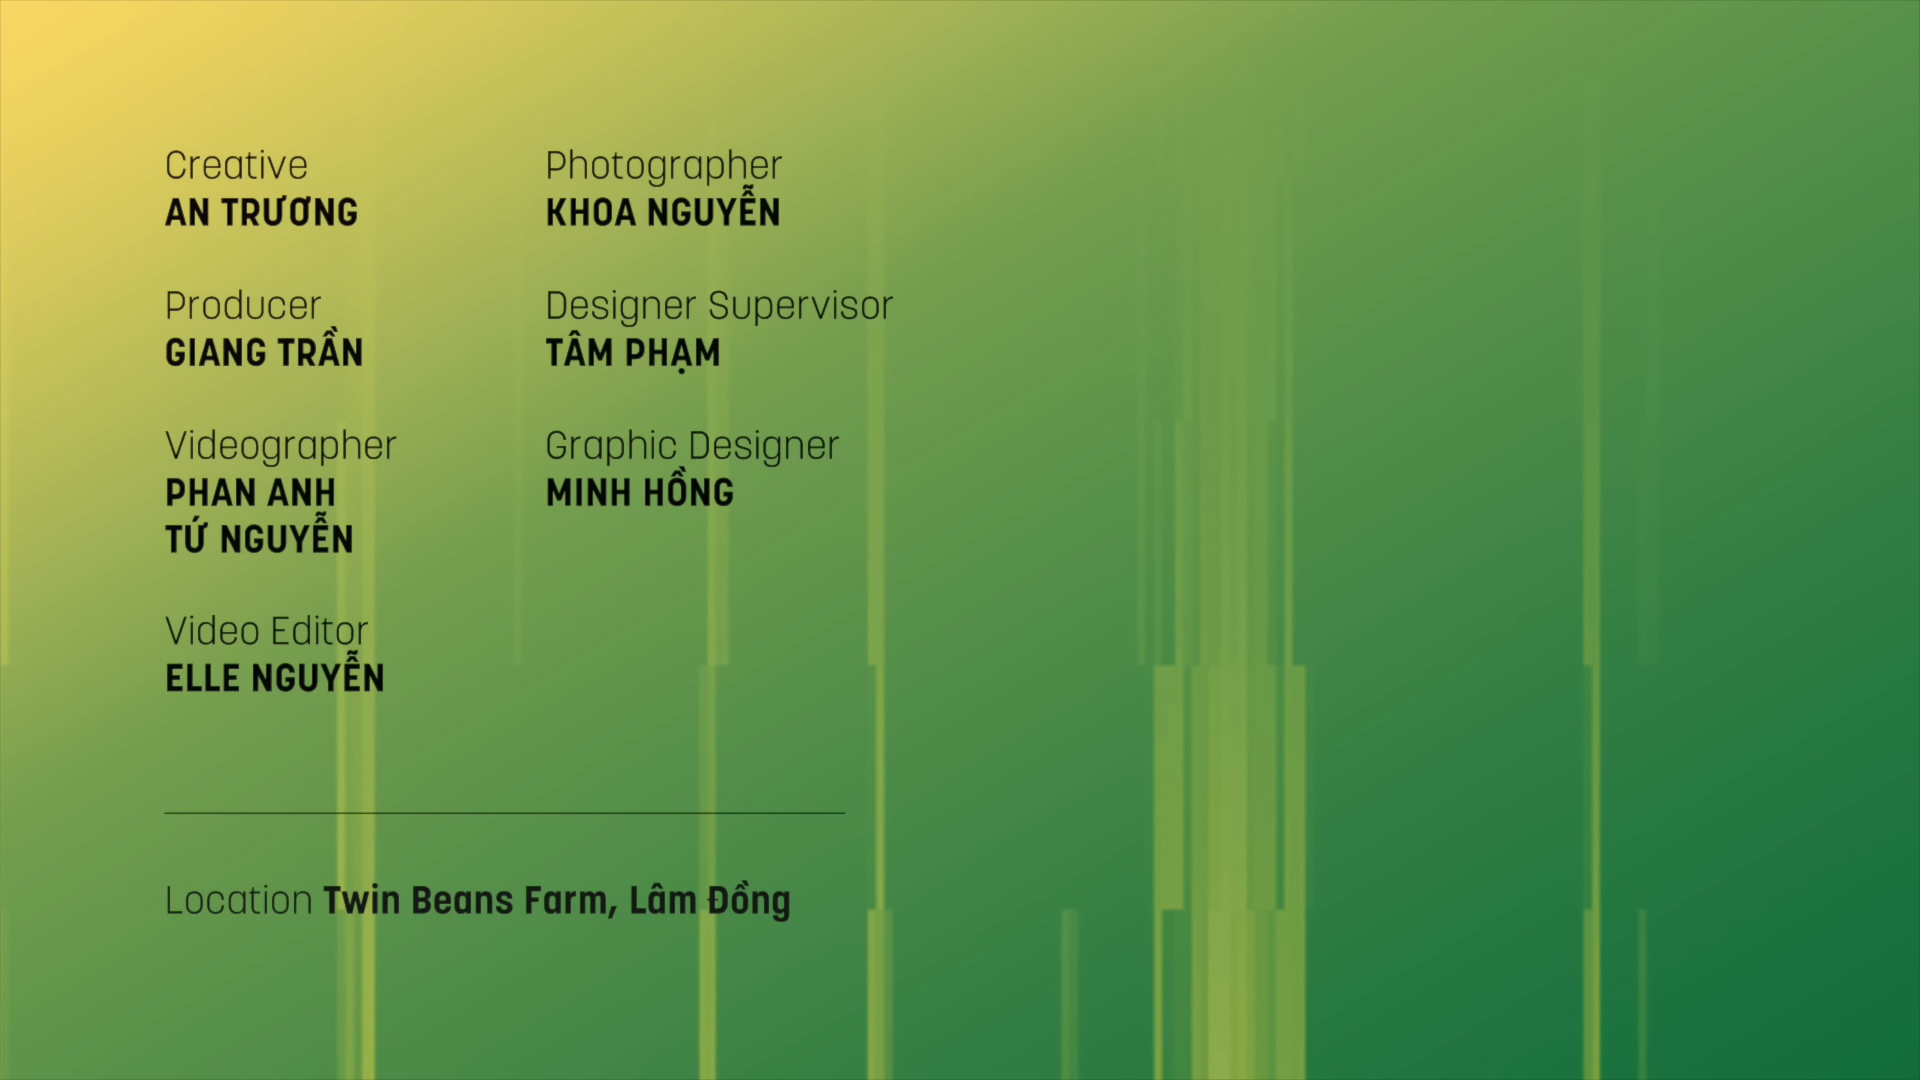 Creative
AN TRƯƠNG
Producer
GIANG TRẦN
Videographer
PHAN ANH
TỨ NGUYỄN
Video Editor
ELLE NGUYỄN
Photographer
KHOA NGUYỄN
Designer Supervisor
TÂM PHẠM
Graphic Designer
MINH HỒNG
Location Twin Beans Farm, Lâm Đồng